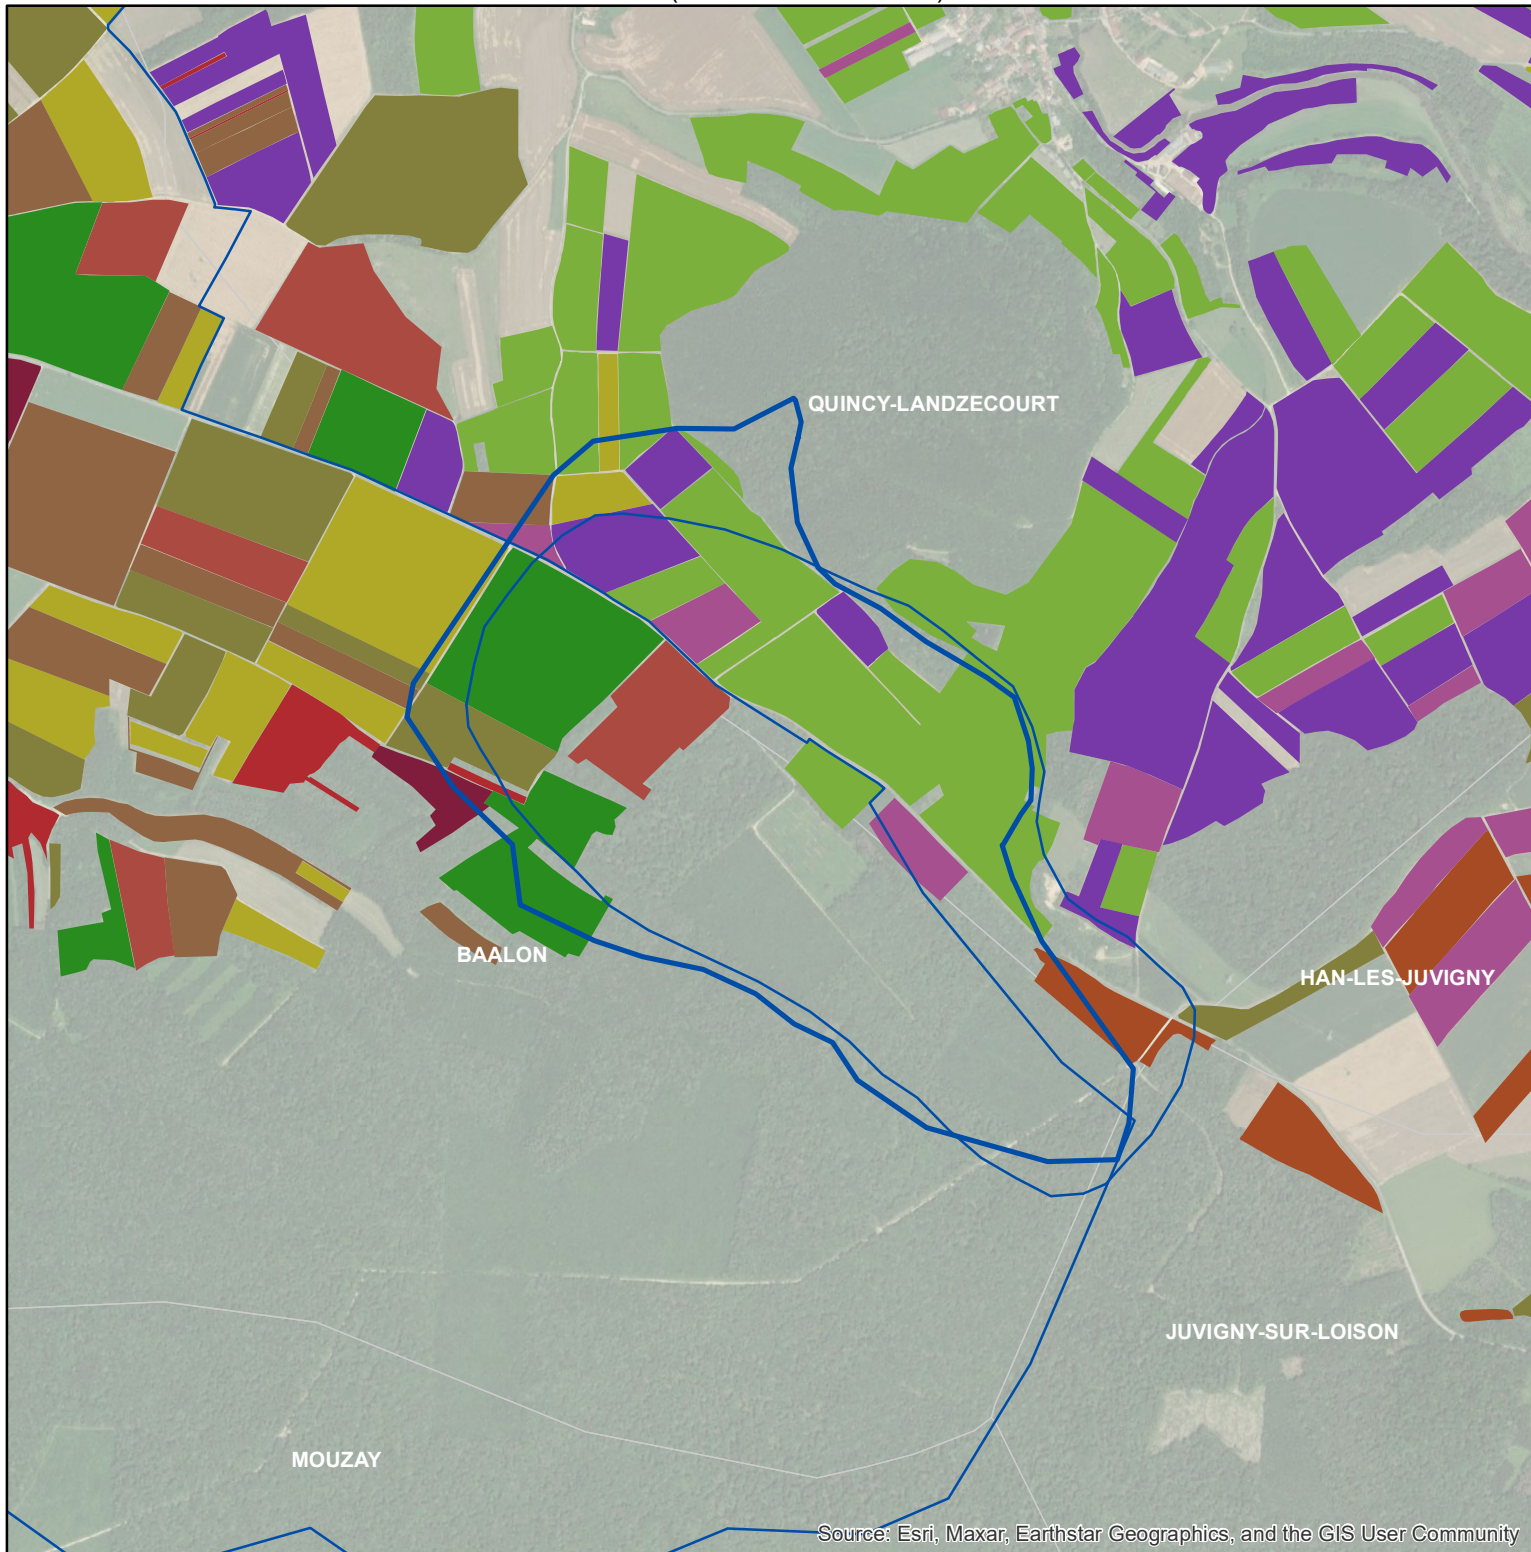 QUINCY-LANDZECOURT
BAALON
HAN-LES-JUVIGNY
JUVIGNY-SUR-LOISON
MOUZAY
Source: Esri, Maxar, Earthstar Geographics, and the GIS User Community